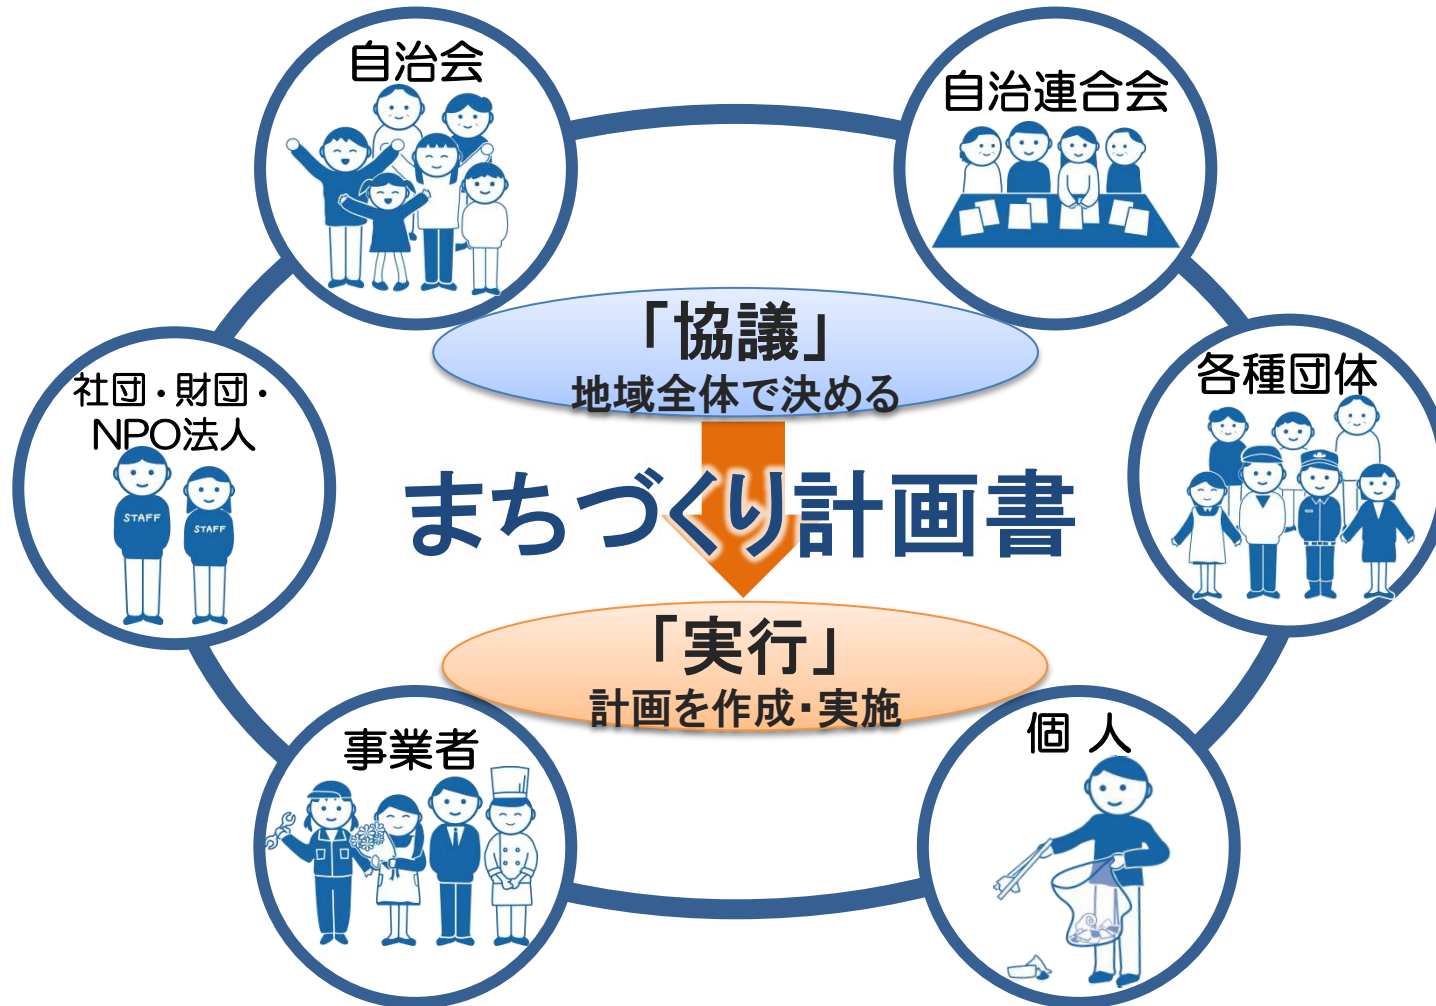 自治会
自治連合会
「協議」
地域全体で決める
社団・財団・
NPO法人
STAFF
STAFF
各種団体
まちづくり計画書
「実行」
計画を作成・実施
事業者
個 人